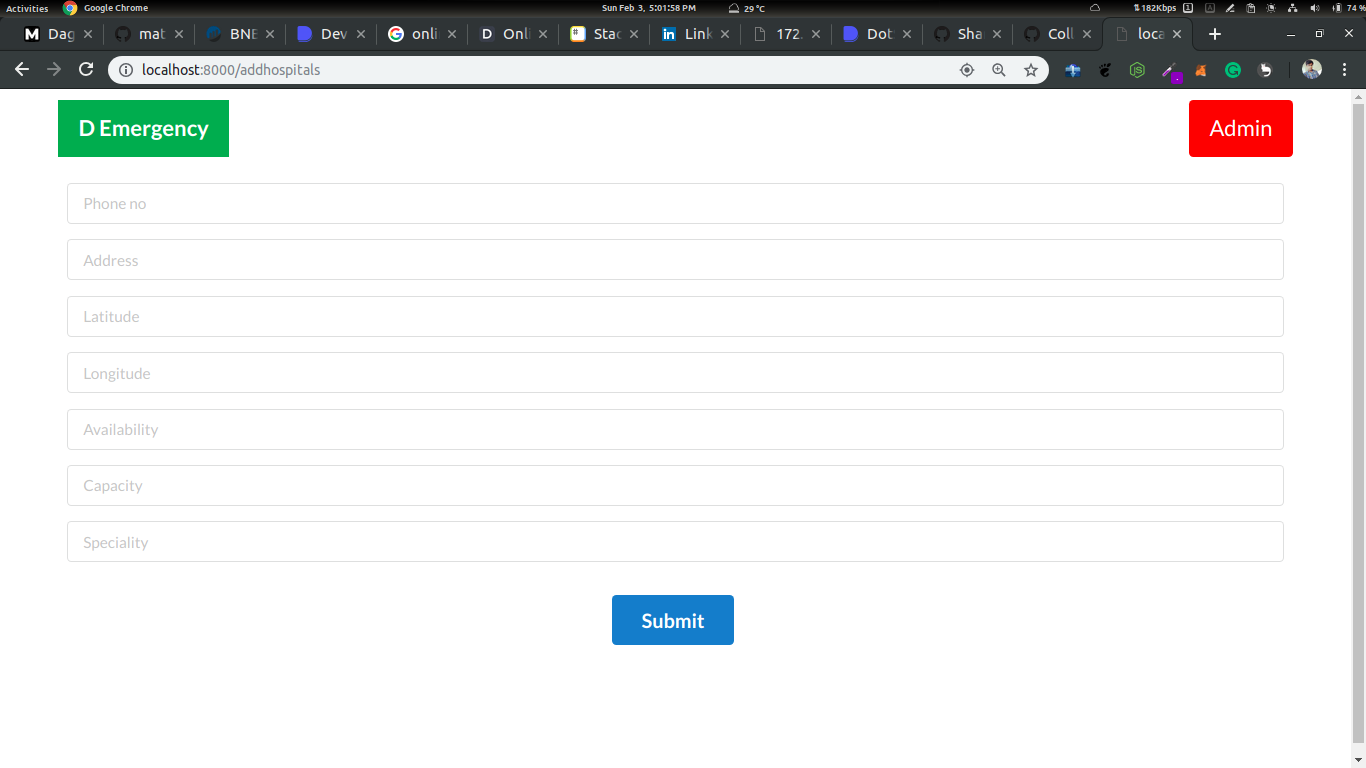 Activities Google Chrome Sun Feb 3, 5:01:58 PM 29 °C 182Kbps 74 %
Dag mat BNE Dev onli Onli Stac Link 172. Dot Sha Coll loca
localhost:8000/addhospitals
D Emergency Admin
Phone no
Address
Latitude
Longitude
Availability
Capacity
Speciality
Submit